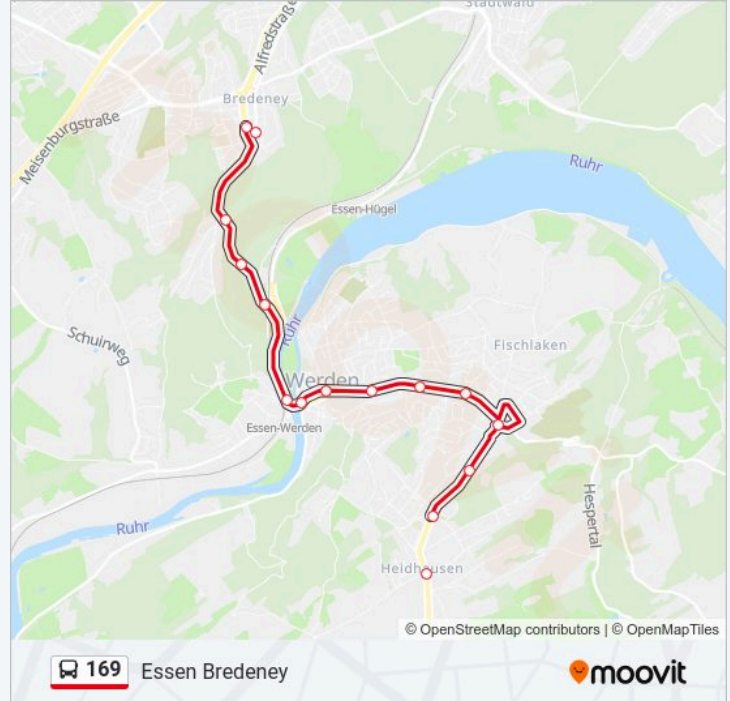 Stadtwald
Alfredstraße
Bredeney
Meisenburgstraße
Ruhr
Essen-Hügel
Ruhr
Schuirweg
Fischlaken
Werden
Essen-Werden
Hespertal
Ruhr
Heidhausen
© OpenStreetMap contributors | © OpenMapTiles
169 Essen Bredeney
moovit